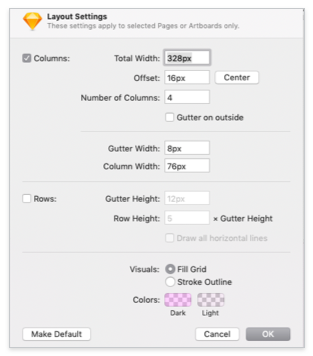 Layout Settings
These settings apply to selected Pages or Artboards only.
Columns: Total Width: 328px
Offset: 16px Center
Number of Columns: 4
Gutter on outside
Gutter Width: 8px
Column Width: 76px
Rows: Gutter Height: 12px
Row Height: 5 × Gutter Height
Draw all horizontal lines
Visuals: Fill Grid
Stroke Outline
Colors:
Dark Light
Make Default Cancel OK